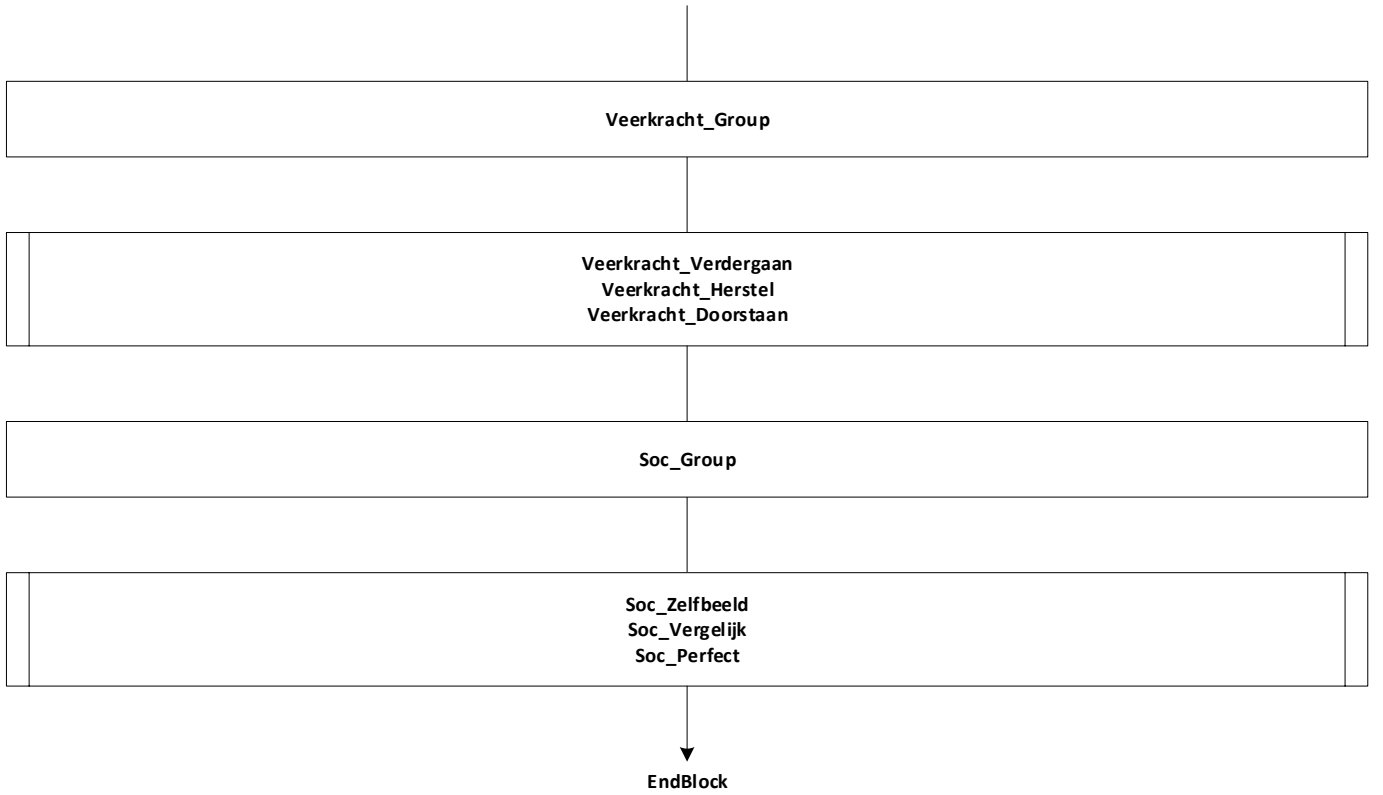 Veerkracht_Group
Veerkracht_Verdergaan
Veerkracht_Herstel
Veerkracht_Doorstaan
Soc_Group
Soc_Zelfbeeld
Soc_Vergelijk
Soc_Perfect
EndBlock